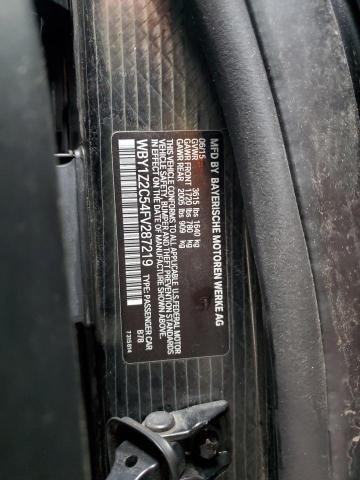 MFD BY BAYERISCHE MOTOREN WERKE AG
06/15
GVWR 3615 lbs 1640 kg
GAWR FRONT 1720 lbs 780 kg
GAWR REAR 2005 lbs 909 kg
THIS VEHICLE CONFORMS TO ALL APPLICABLE U.S. FEDERAL MOTOR
VEHICLE SAFETY, BUMPER AND THEFT PREVENTION STANDARDS
IN EFFECT ON THE DATE OF MANUFACTURE SHOWN ABOVE.
WBY1Z2C54FV287219 TYPE: PASSENGER CAR
B78